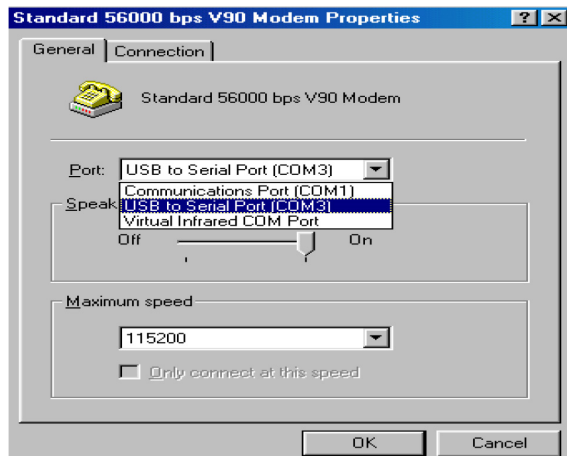 Standard 56000 bps V90 Modem Properties
General Connection
Standard 56000 bps V90 Modem
Port: USB to Serial Port (COM3)
Communications Port (COM1)
Speak USB to Serial Port (COM3)
Virtual Infrared COM Port
Off On
Maximum speed
115200
Only connect at this speed
OK Cancel